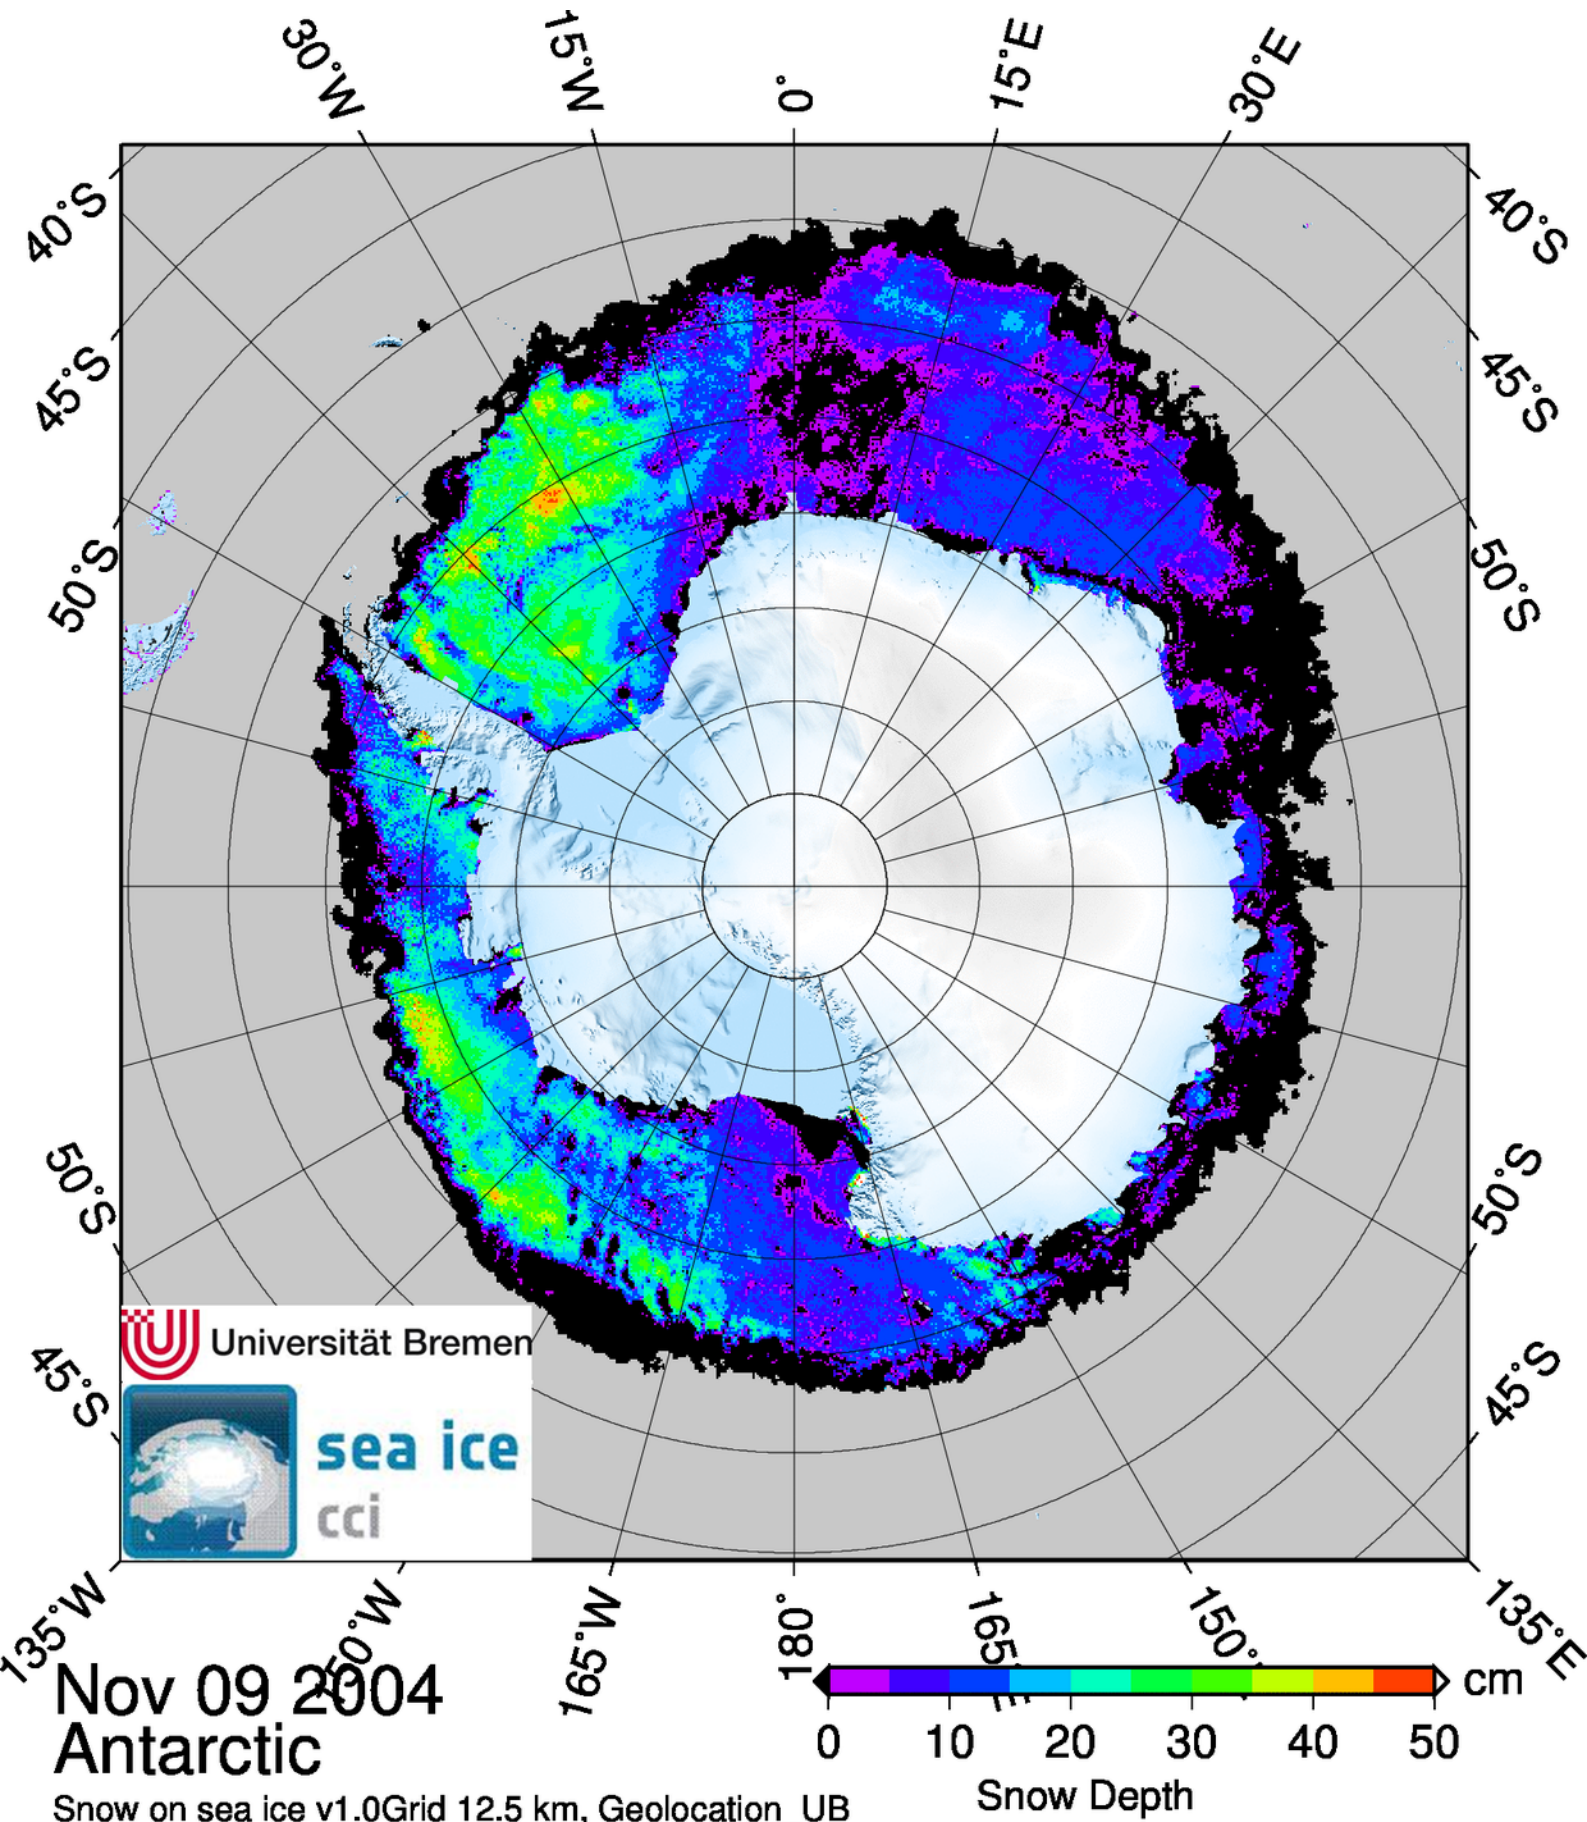 30°W
15°W
0°
15°E
30°E
40°S
40°S
45°S
45°S
50°S
50°S
50°S
50°S
45°S
45°S
Universität Bremen
sea ice
cci
135°W
165°W
180°
135°E
cm
0 10 20 30 40 50
Snow Depth
Nov 09 2004
Antarctic
Snow on sea ice v1.0Grid 12.5 km, Geolocation UB